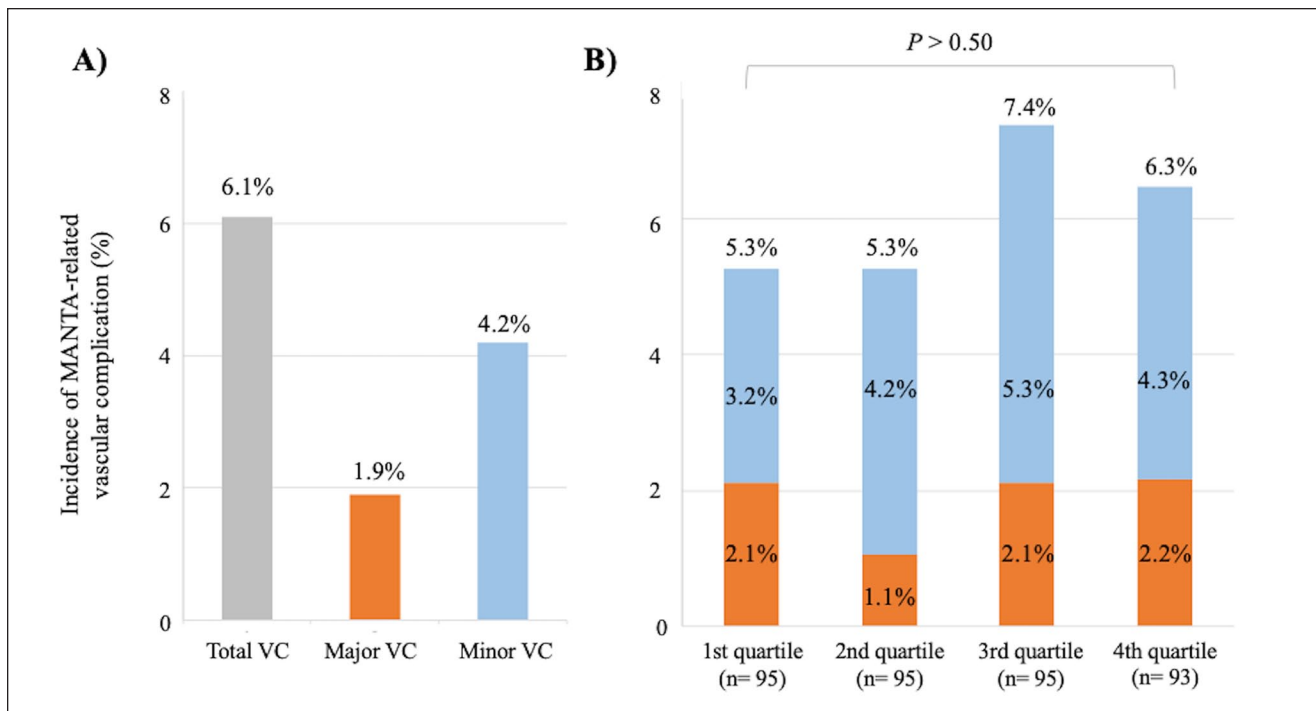 A)
Incidence of MANTA-related
vascular complication (%)
8
6
4
2
0
6.1%
1.9%
4.2%
Total VC
Major VC
Minor VC
B)
P > 0.50
8
6
4
2
0
5.3%
3.2%
2.1%
5.3%
4.2%
1.1%
7.4%
5.3%
2.1%
6.3%
4.3%
2.2%
1st quartile
(n= 95)
2nd quartile
(n= 95)
3rd quartile
(n= 95)
4th quartile
(n= 93)